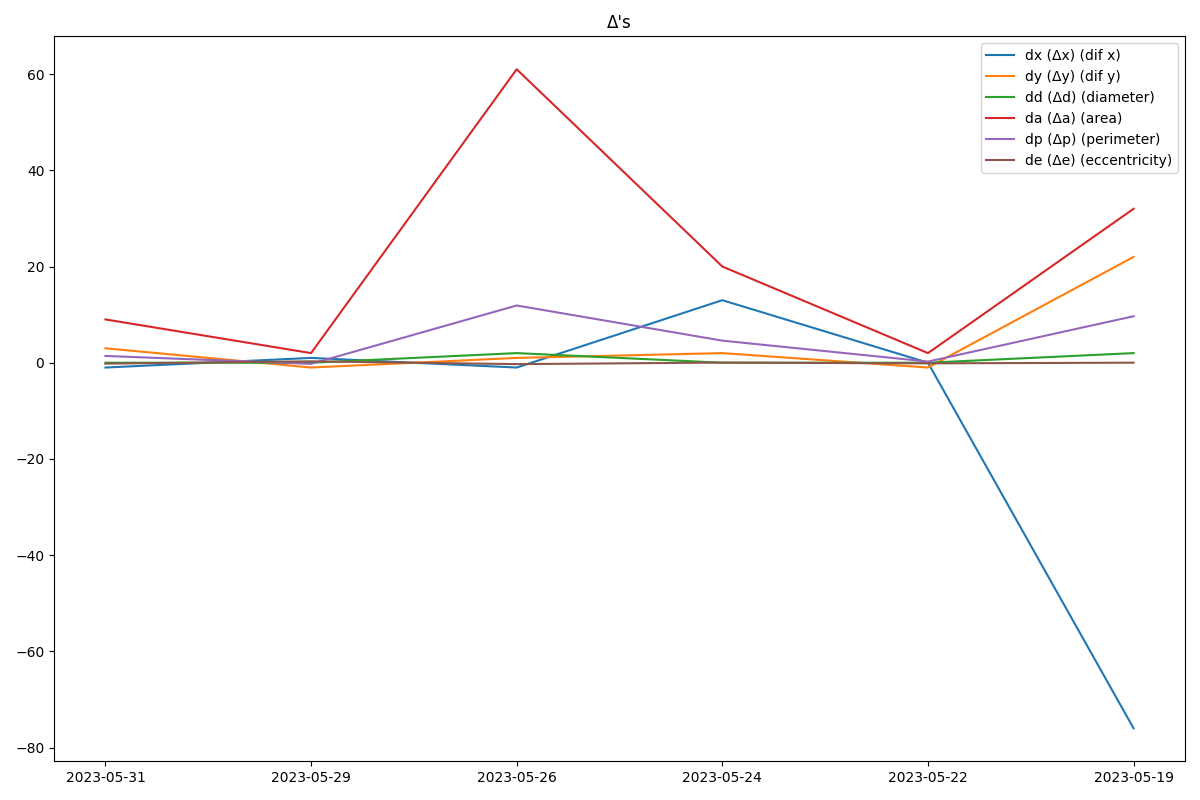 Δ's
dx (Δx) (dif x)
dy (Δy) (dif y)
dd (Δd) (diameter)
da (Δa) (area)
dp (Δp) (perimeter)
de (Δe) (eccentricity)
60
40
20
0
−20
−40
−60
−80
2023-05-31 2023-05-29 2023-05-26 2023-05-24 2023-05-22 2023-05-19